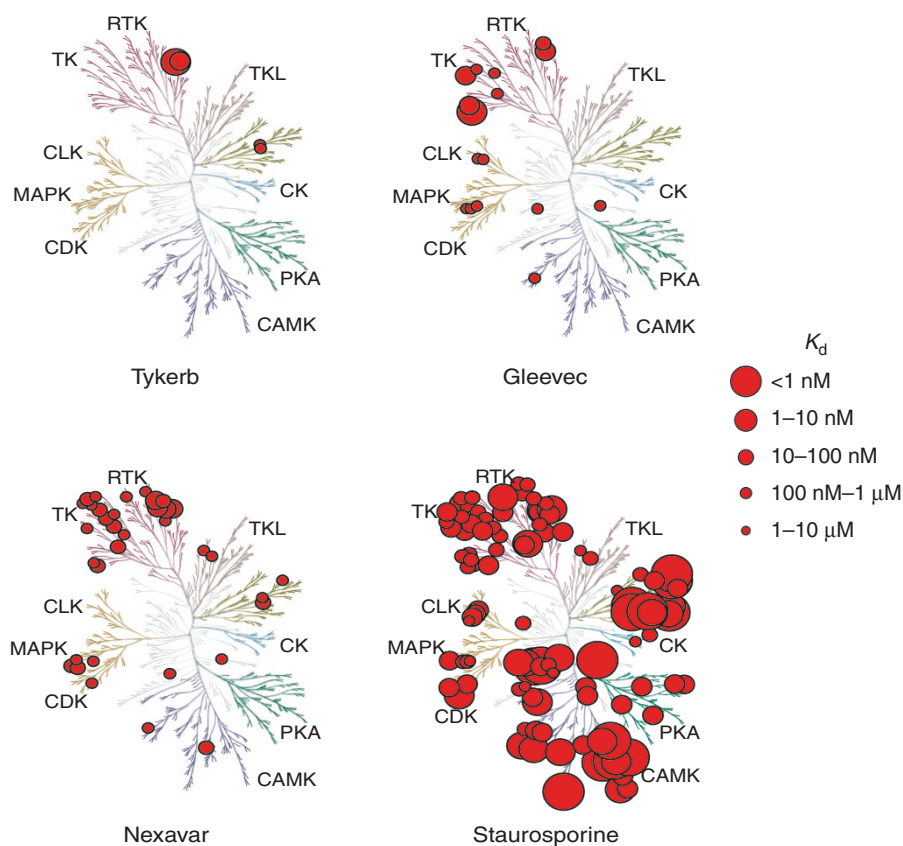 RTK
TK
TKL
CLK
MAPK
CK
CDK
PKA
CAMK
Tykerb
RTK
TK
TKL
CLK
MAPK
CK
CDK
PKA
CAMK
Gleevec
Kd
<1 nM
1–10 nM
10–100 nM
100 nM–1 μM
1–10 μM
RTK
TK
TKL
CLK
MAPK
CK
CDK
PKA
CAMK
Nexavar
RTK
TK
TKL
CLK
MAPK
CK
CDK
PKA
CAMK
Staurosporine